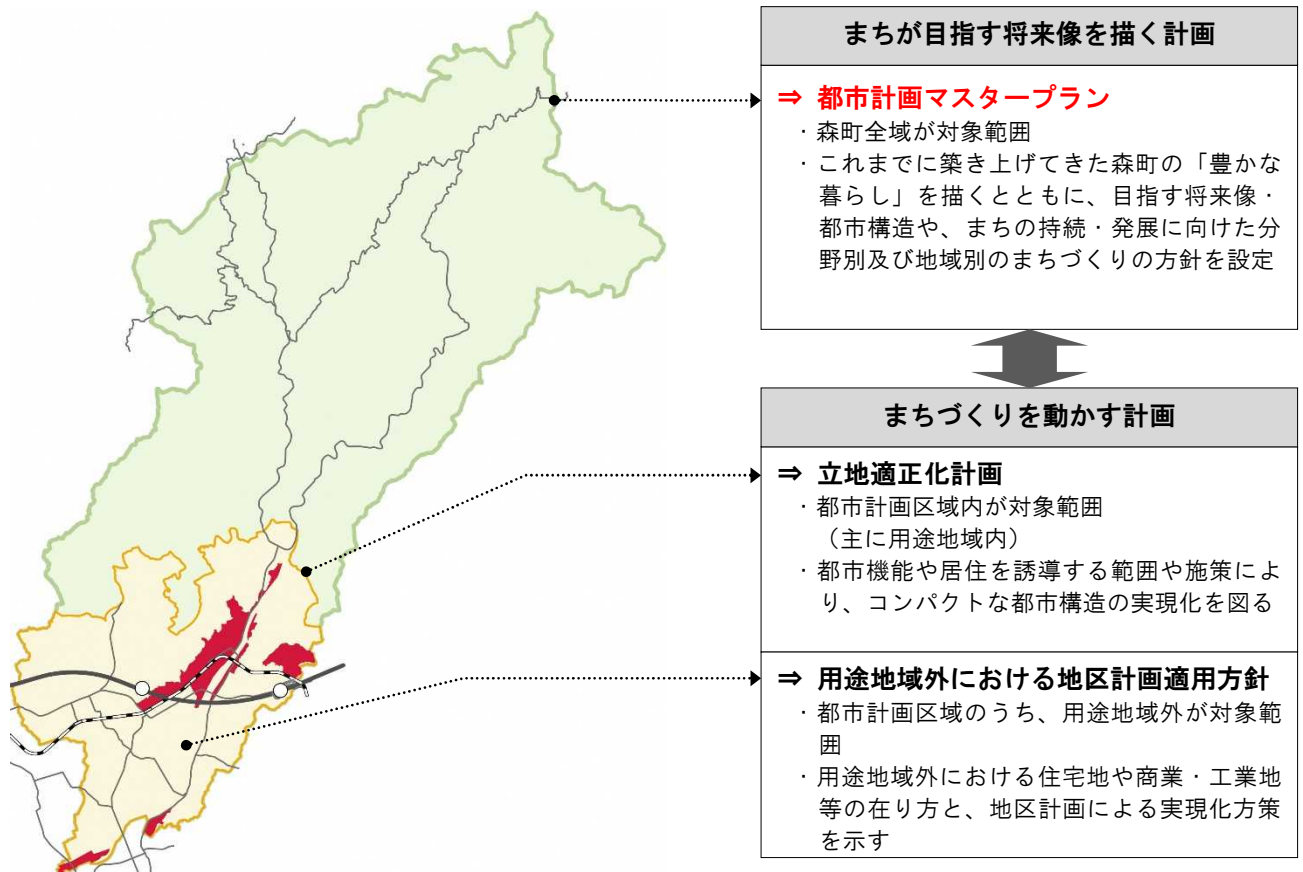 まちが目指す将来像を描く計画
⇒ 都市計画マスタープラン
・森町全域が対象範囲
・これまでに築き上げてきた森町の「豊かな
暮らし」を描くとともに、目指す将来像・
都市構造や、まちの持続・発展に向けた分
野別及び地域別のまちづくりの方針を設定
まちづくりを動かす計画
⇒ 立地適正化計画
・都市計画区域内が対象範囲
（主に用途地域内）
・都市機能や居住を誘導する範囲や施策によ
り、コンパクトな都市構造の実現化を図る
⇒ 用途地域外における地区計画適用方針
・都市計画区域のうち、用途地域外が対象範
囲
・用途地域外における住宅地や商業・工業地
等の在り方と、地区計画による実現化方策
を示す